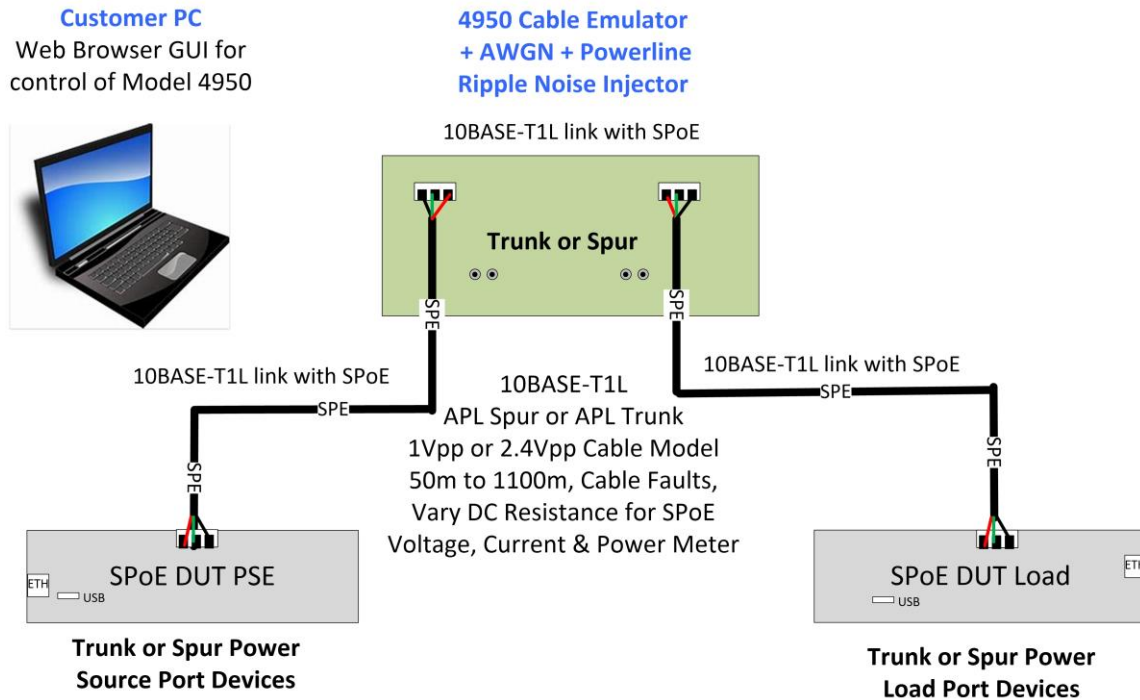 Customer PC
Web Browser GUI for
control of Model 4950
4950 Cable Emulator
+ AWGN + Powerline
Ripple Noise Injector
10BASE-T1L link with SPoE
Trunk or Spur
SPE
SPE
10BASE-T1L link with SPoE
SPE
SPE
10BASE-T1L link with SPoE
SPE
SPE
10BASE-T1L
APL Spur or APL Trunk
1Vpp or 2.4Vpp Cable Model
50m to 1100m, Cable Faults,
Vary DC Resistance for SPoE
Voltage, Current & Power Meter
SPoE DUT PSE
ETH
USB
Trunk or Spur Power
Source Port Devices
SPoE DUT Load
ETH
USB
Trunk or Spur Power
Load Port Devices